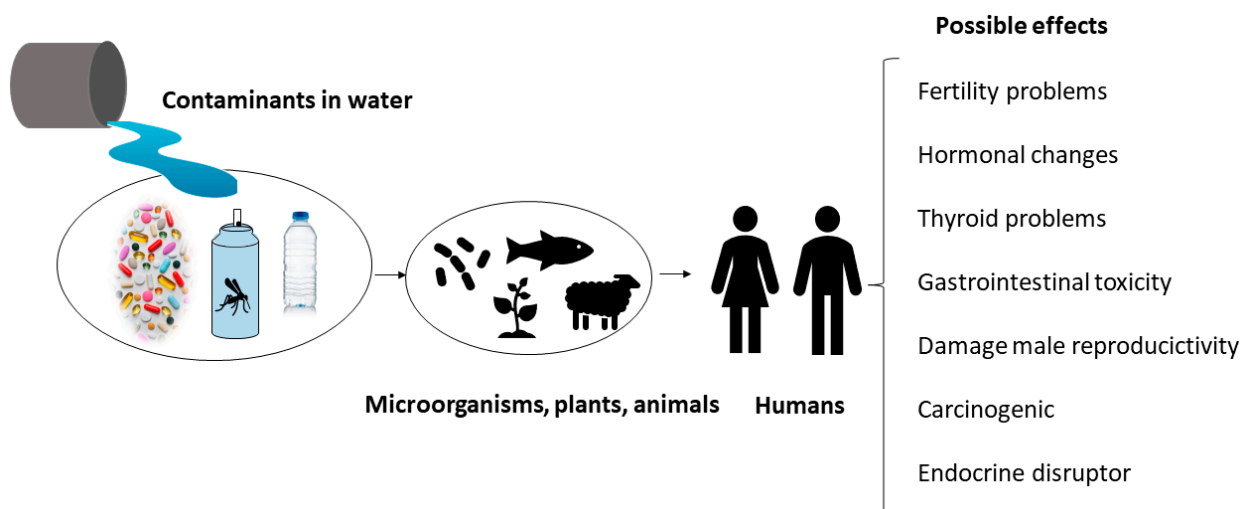 Possible effects
Contaminants in water
Fertility problems
Hormonal changes
Thyroid problems
Gastrointestinal toxicity
Damage male reproducictivity
Microorganisms, plants, animals
Humans
Carcinogenic
Endocrine disruptor